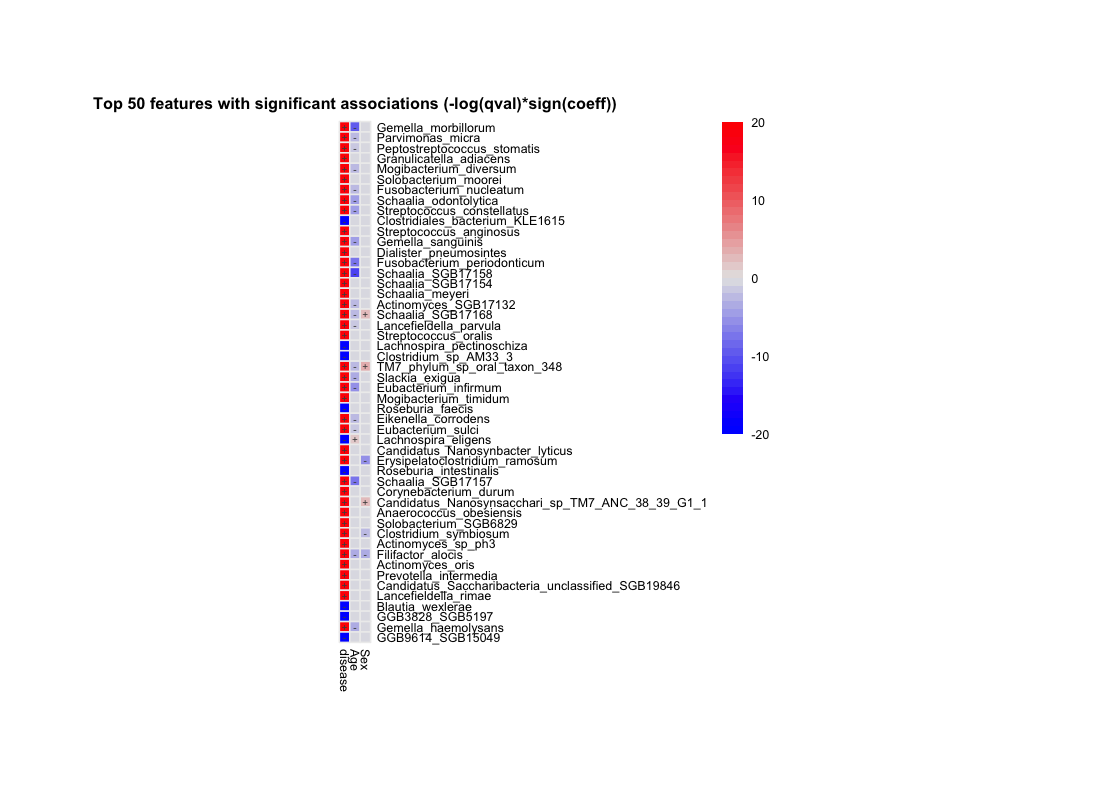 Top 50 features with significant associations (-log(qval)*sign(coeff))
Gemella_morbillorum
Parvimonas_micra
Peptostreptococcus_stomatis
Granulicatella_adiacens
Mogibacterium_diversum
Solobacterium_moorei
Fusobacterium_nucleatum
Schaalia_odontolytica
Streptococcus_constellatus
Clostridiales_bacterium_KLE1615
Streptococcus_anginosus
Gemella_sanguinis
Dialister_pneumosintes
Fusobacterium_periodonticum
Schaalia_SGB17158
Schaalia_SGB17154
Schaalia_meyeri
Actinomyces_SGB17132
Schaalia_SGB17168
Lancefieldella_parvula
Streptococcus_oralis
Lachnospira_pectinoschiza
Clostridium_sp_AM33_3
TM7_phylum_sp_oral_taxon_348
Slackia_exigua
Eubacterium_infirmum
Mogibacterium_timidum
Roseburia_faecis
Eikenella_corrodens
Eubacterium_sulci
Lachnospira_eligens
Candidatus_Nanosynbacter_lyticus
Erysipelatoclostridium_ramosum
Roseburia_intestinalis
Schaalia_SGB17157
Corynebacterium_durum
Candidatus_Nanosynsacchari_sp_TM7_ANC_38_39_G1_1
Anaerococcus_obesiensis
Solobacterium_SGB6829
Clostridium_symbiosum
Actinomyces_sp_ph3
Filifactor_alocis
Actinomyces_oris
Prevotella_intermedia
Candidatus_Saccharibacteria_unclassified_SGB19846
Lancefieldella_rimae
Blautia_wexlerae
GGB3828_SGB5197
Gemella_haemolysans
GGB9614_SGB15049
disease
Age
Sex
20
10
0
-10
-20